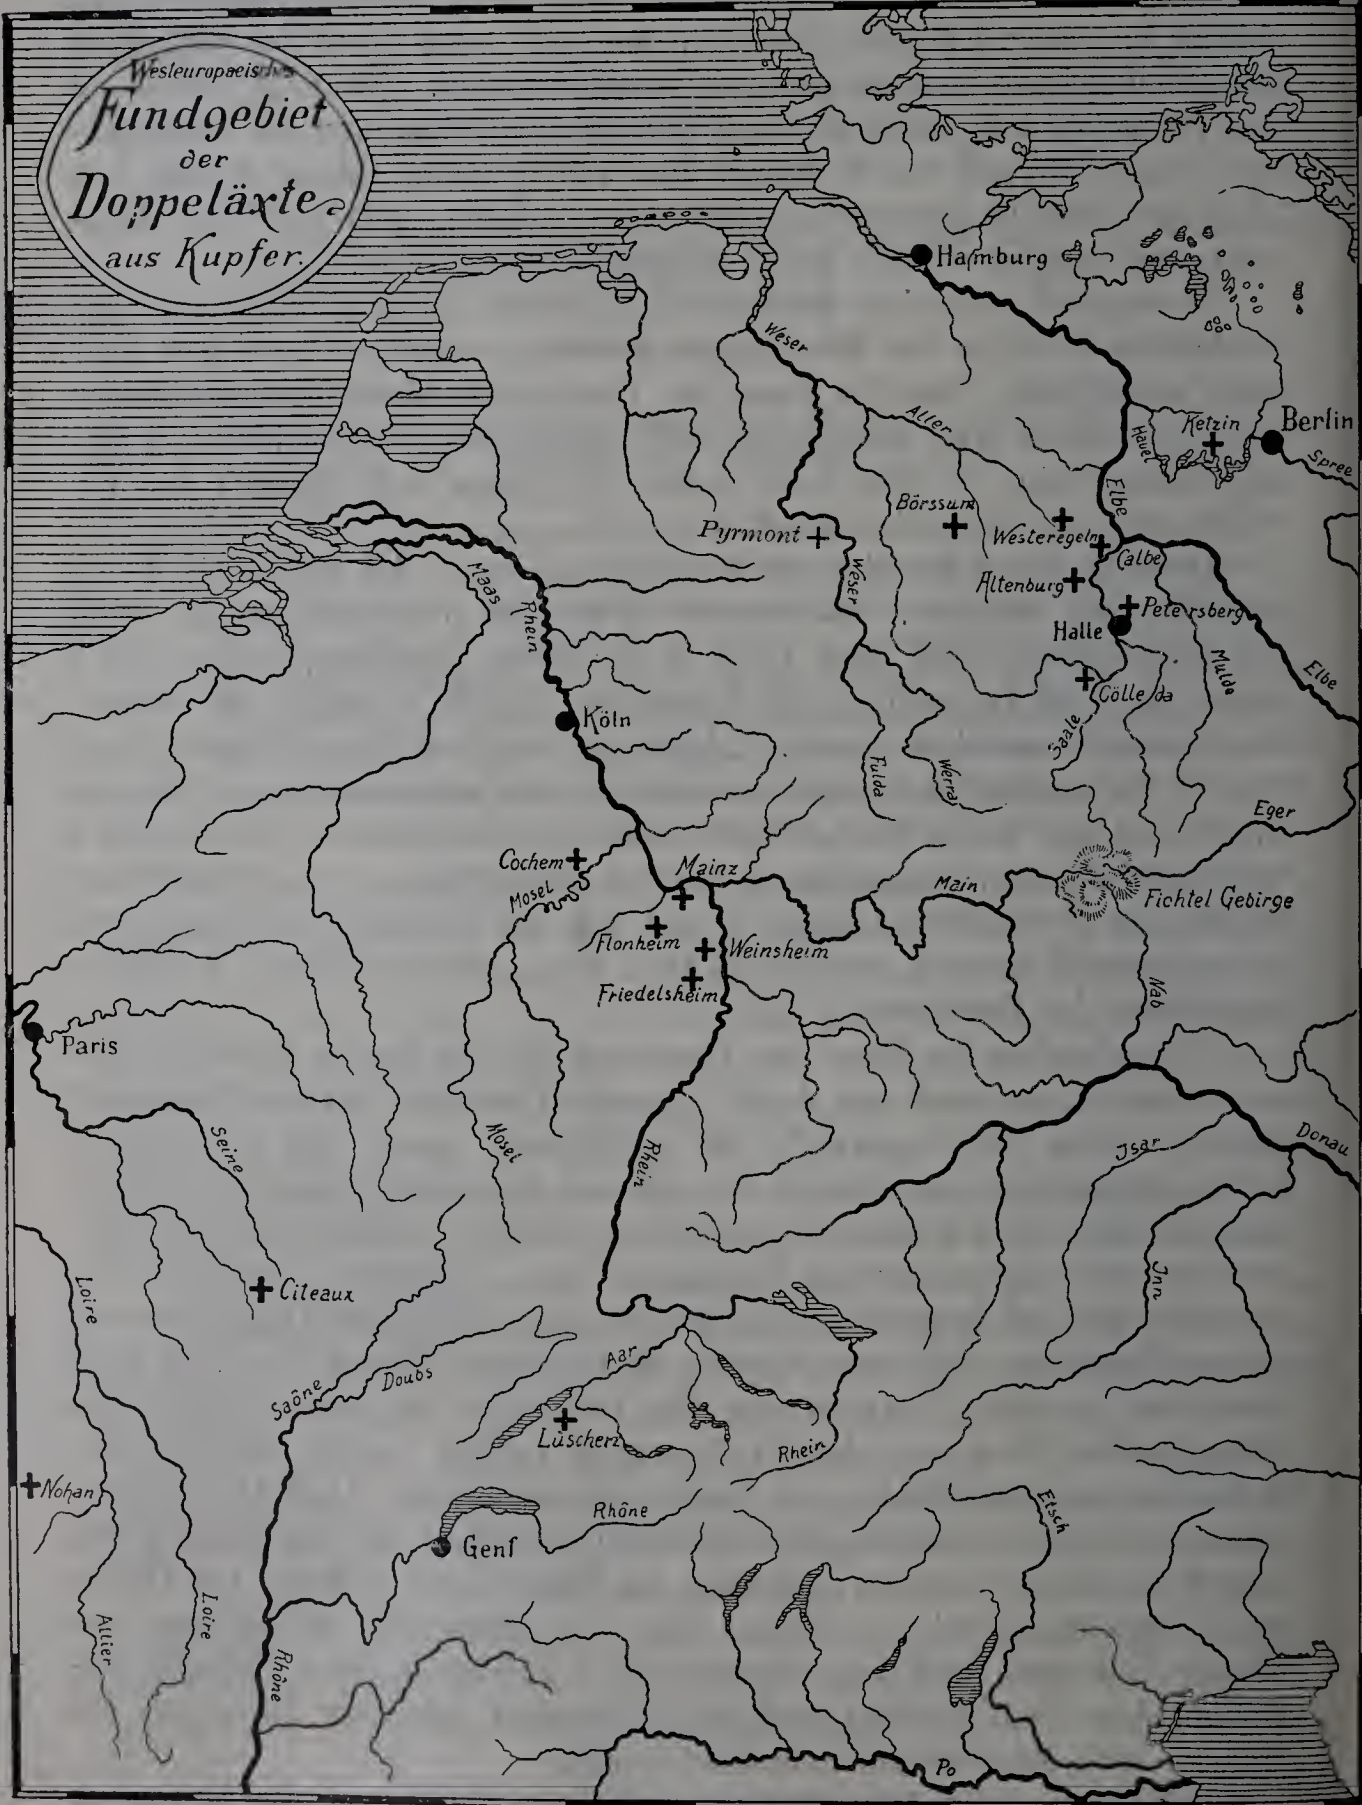 Westeuropaeisches
Fundgebiet
der
Doppeläxte
aus Kupfer.
Hamburg
Weser
Aller
Ketzin
Berlin
Havel
Spree
Elbe
Börssum
Pyrmont
Westeregeln
Calbe
Maas
Rhein
Weser
Altenburg
Petersberg
Halle
Mulde
Elbe
Cölleda
Köln
Saale
Fulda
Werra
Eger
Cochem
Mainz
Mosel
Main
Fichtel Gebirge
Flonheim
Weinsheim
Friedelsheim
Nab
Paris
Seine
Mosel
Rhein
Isar
Donau
Loire
Citeaux
Inn
Aar
Doubs
Saône
Lüscherz
Rhein
Nohan
Rhône
Etsch
Genf
Allier
Loire
Rhône
Po